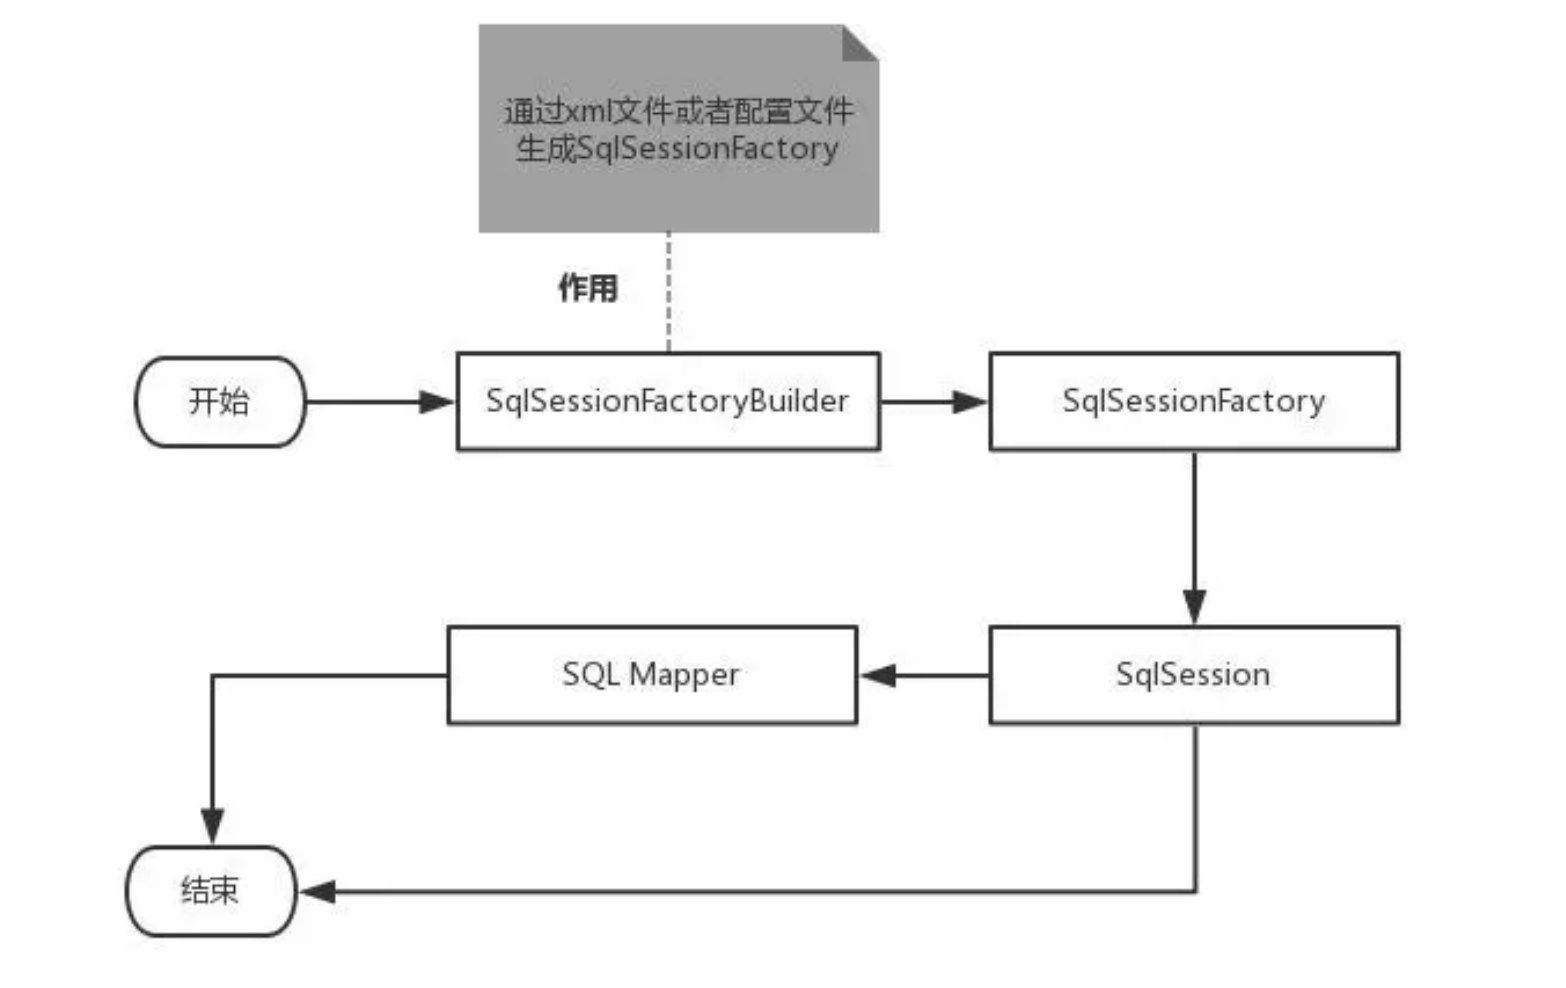 通过xml文件或者配置文件
生成SqlSessionFactory
作用
开始
SqlSessionFactoryBuilder
SqlSessionFactory
SQL Mapper
SqlSession
结束